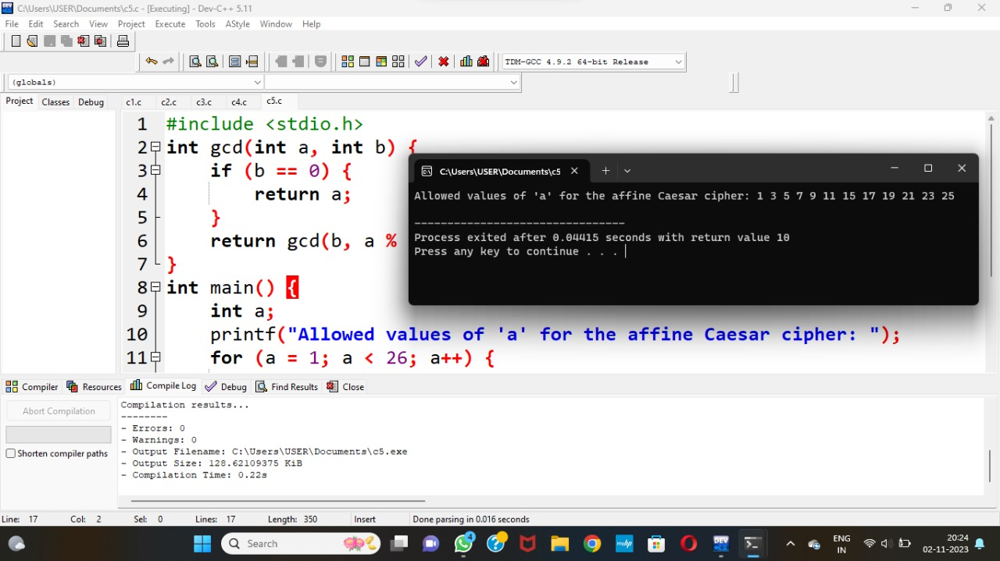 C:\Users\USER\Documents\c5.c - [Executing] - Dev-C++ 5.11
File Edit Search View Project Execute Tools AStyle Window Help
TDM-GCC 4.9.2 64-bit Release
(globals)
Project Classes Debug c1.c c2.c c3.c c4.c c5.c
1 #include <stdio.h>
2 int gcd(int a, int b) {
3 if (b == 0) {
4 return a;
5 }
6 return gcd(b, a %
7 }
8 int main() {
9 int a;
10 printf("Allowed values of 'a' for the affine Caesar cipher: ");
11 for (a = 1; a < 26; a++) {
C:\Users\USER\Documents\c5
Allowed values of 'a' for the affine Caesar cipher: 1 3 5 7 9 11 15 17 19 21 23 25
--------------------------------
Process exited after 0.04415 seconds with return value 10
Press any key to continue . . .
Compiler Resources Compile Log Debug Find Results Close
Abort Compilation
Shorten compiler paths
Compilation results...
--------
- Errors: 0
- Warnings: 0
- Output Filename: C:\Users\USER\Documents\c5.exe
- Output Size: 128.62109375 KiB
- Compilation Time: 0.22s
Line: 17 Col: 2 Sel: 0 Lines: 17 Length: 350 Insert Done parsing in 0.016 seconds
Search
4
myhp
DEV
ENG
IN
20:24
02-11-2023